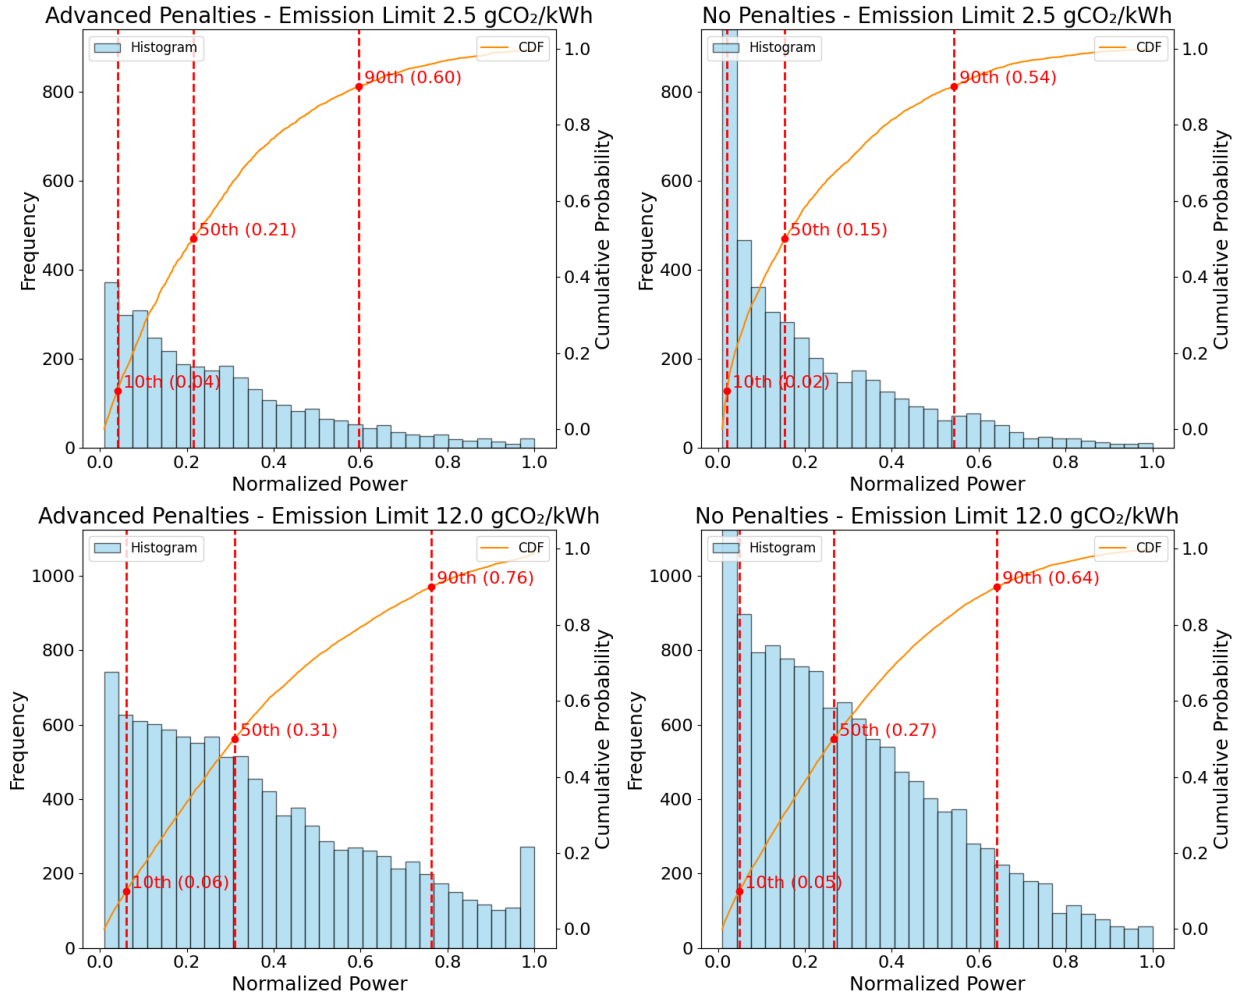 Advanced Penalties - Emission Limit 2.5 gCO₂/kWh
Histogram
CDF
90th (0.60)
50th (0.21)
10th (0.04)
Frequency
0
200
400
600
800
Cumulative Probability
0.0
0.2
0.4
0.6
0.8
1.0
0.0 0.2 0.4 0.6 0.8 1.0
Normalized Power
No Penalties - Emission Limit 2.5 gCO₂/kWh
Histogram
CDF
90th (0.54)
50th (0.15)
10th (0.02)
Frequency
0
200
400
600
800
Cumulative Probability
0.0
0.2
0.4
0.6
0.8
1.0
0.0 0.2 0.4 0.6 0.8 1.0
Normalized Power
Advanced Penalties - Emission Limit 12.0 gCO₂/kWh
Histogram
CDF
90th (0.76)
50th (0.31)
10th (0.06)
Frequency
0
200
400
600
800
1000
Cumulative Probability
0.0
0.2
0.4
0.6
0.8
1.0
0.0 0.2 0.4 0.6 0.8 1.0
Normalized Power
No Penalties - Emission Limit 12.0 gCO₂/kWh
Histogram
CDF
90th (0.64)
50th (0.27)
10th (0.05)
Frequency
0
200
400
600
800
1000
Cumulative Probability
0.0
0.2
0.4
0.6
0.8
1.0
0.0 0.2 0.4 0.6 0.8 1.0
Normalized Power